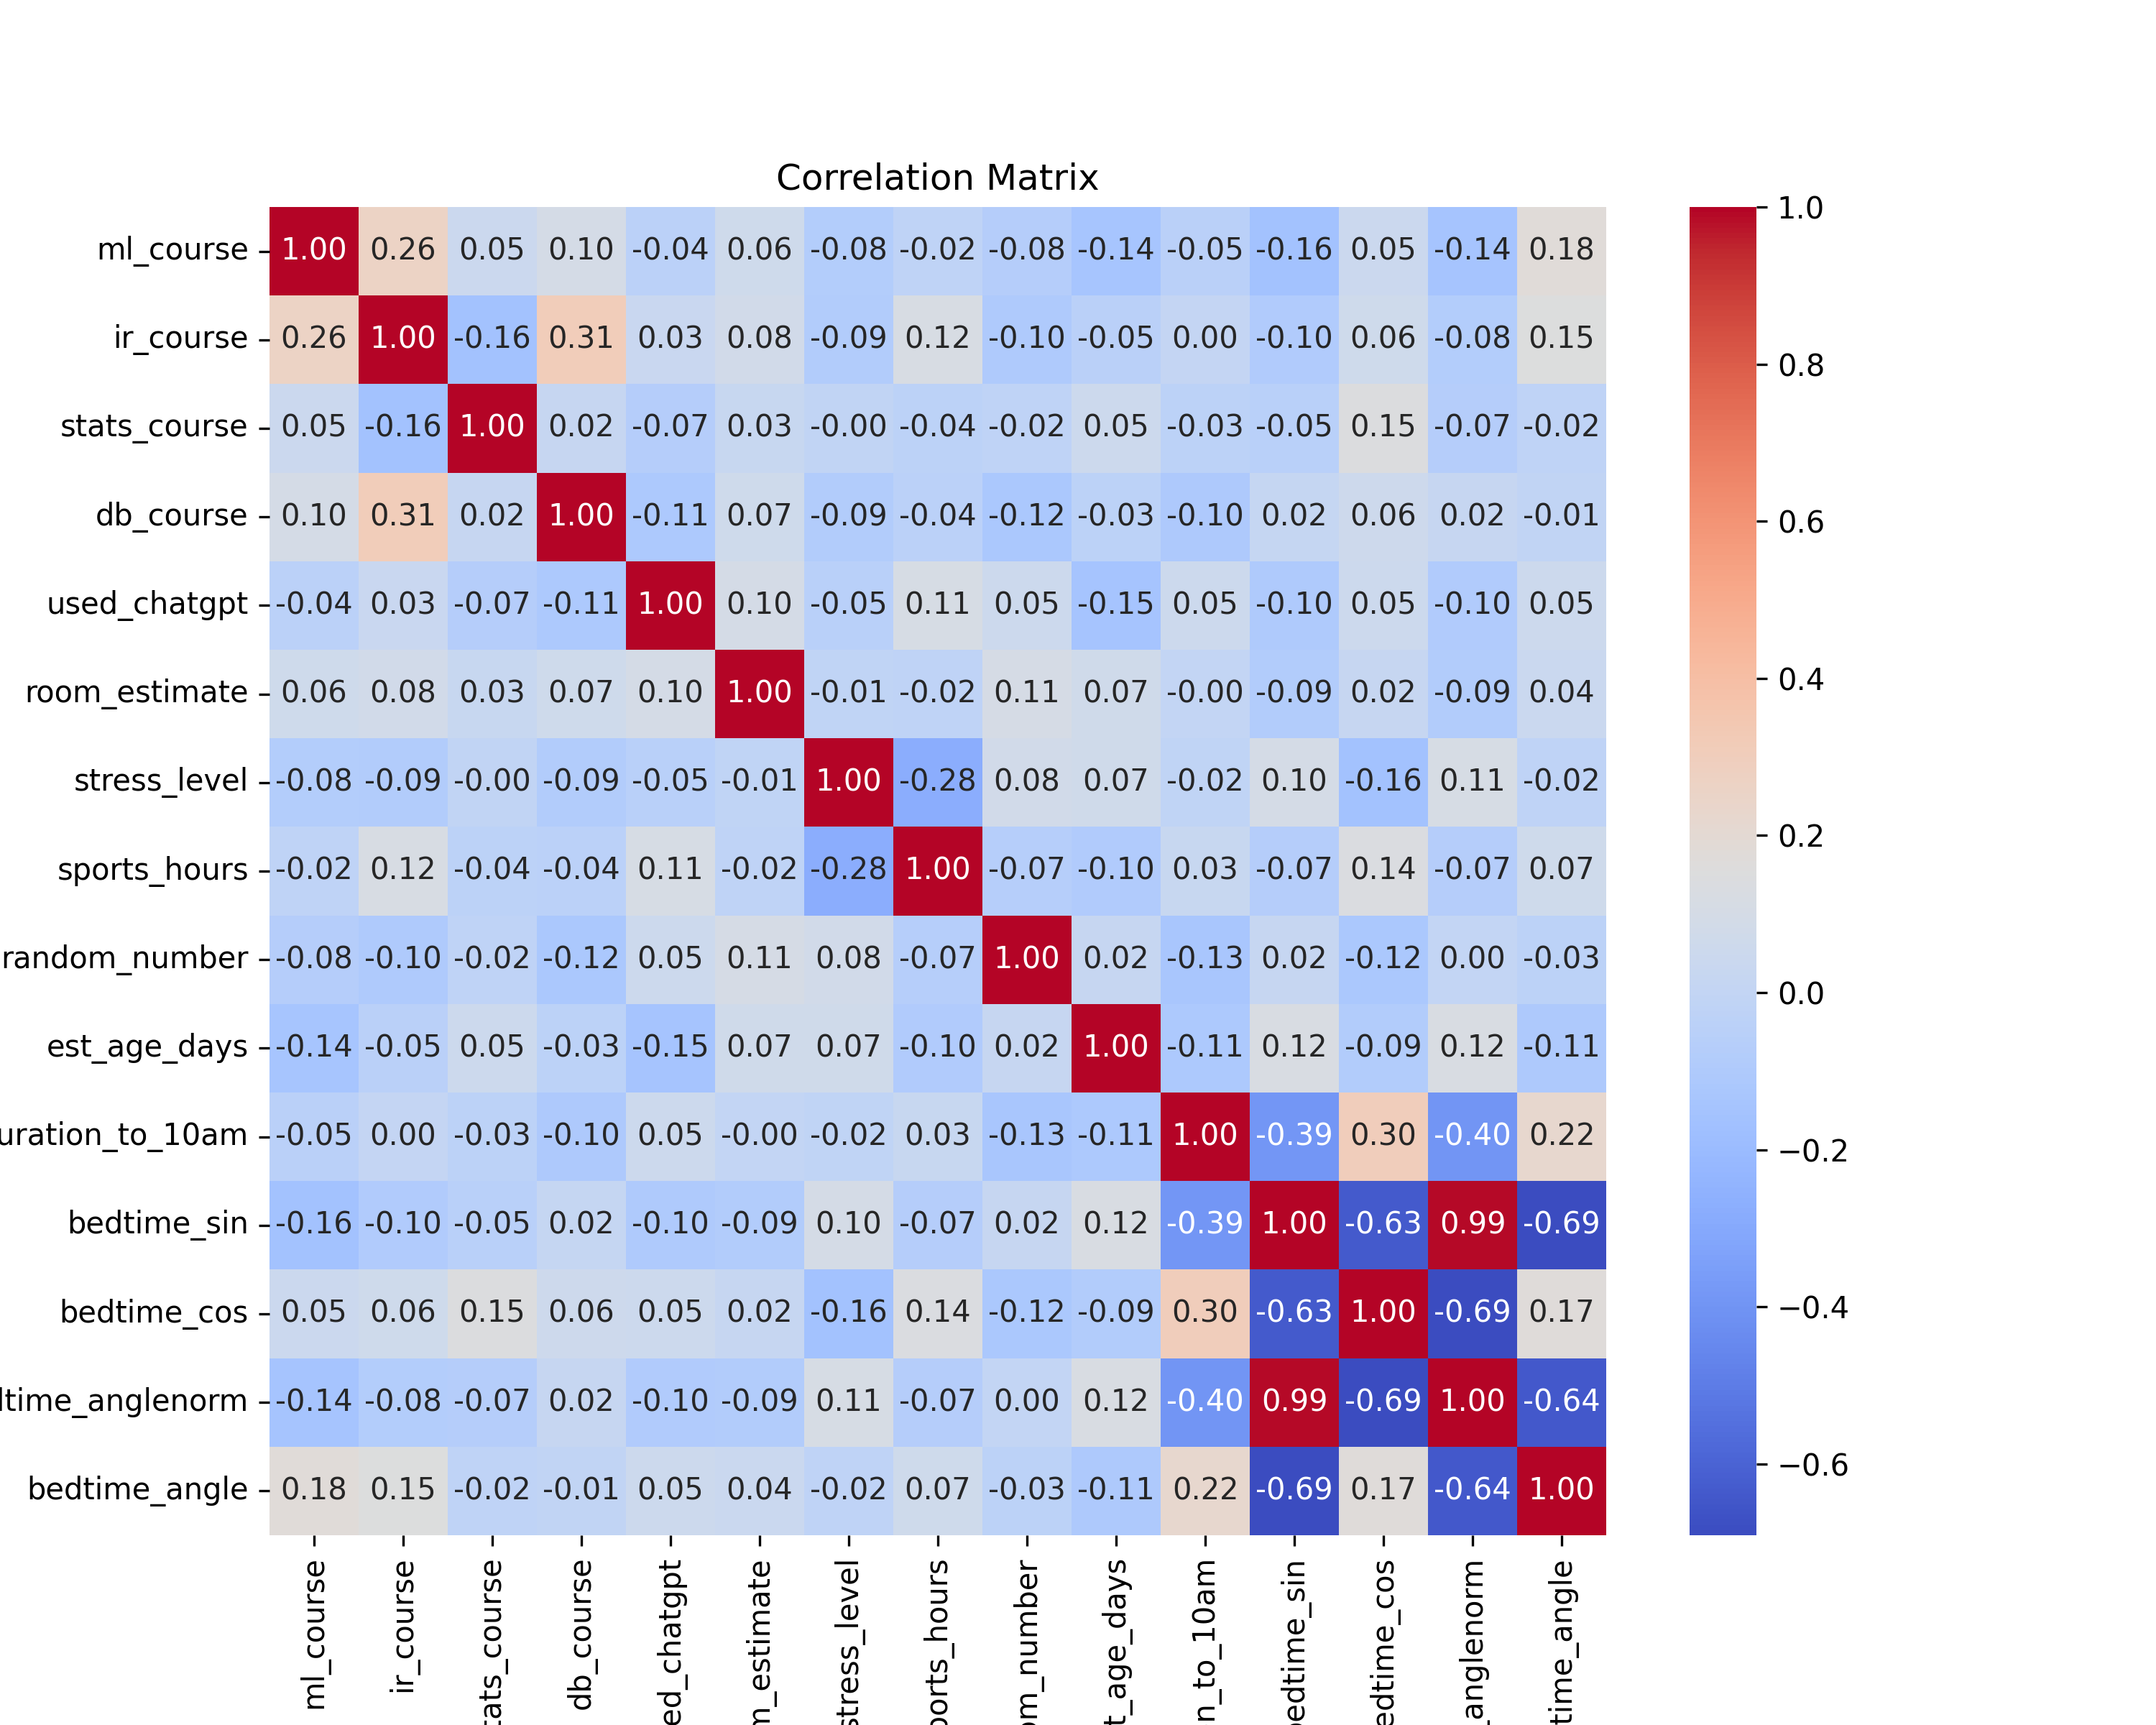 Correlation Matrix
ml_course 1.00 0.26 0.05 0.10 -0.04 0.06 -0.08 -0.02 -0.08 -0.14 -0.05 -0.16 0.05 -0.14 0.18
ir_course 0.26 1.00 -0.16 0.31 0.03 0.08 -0.09 0.12 -0.10 -0.05 0.00 -0.10 0.06 -0.08 0.15
stats_course 0.05 -0.16 1.00 0.02 -0.07 0.03 -0.00 -0.04 -0.02 0.05 -0.03 -0.05 0.15 -0.07 -0.02
db_course 0.10 0.31 0.02 1.00 -0.11 0.07 -0.09 -0.04 -0.12 -0.03 -0.10 0.02 0.06 0.02 -0.01
used_chatgpt -0.04 0.03 -0.07 -0.11 1.00 0.10 -0.05 0.11 0.05 -0.15 0.05 -0.10 0.05 -0.10 0.05
room_estimate 0.06 0.08 0.03 0.07 0.10 1.00 -0.01 -0.02 0.11 0.07 -0.00 -0.09 0.02 -0.09 0.04
stress_level -0.08 -0.09 -0.00 -0.09 -0.05 -0.01 1.00 -0.28 0.08 0.07 -0.02 0.10 -0.16 0.11 -0.02
sports_hours -0.02 0.12 -0.04 -0.04 0.11 -0.02 -0.28 1.00 -0.07 -0.10 0.03 -0.07 0.14 -0.07 0.07
random_number -0.08 -0.10 -0.02 -0.12 0.05 0.11 0.08 -0.07 1.00 0.02 -0.13 0.02 -0.12 0.00 -0.03
est_age_days -0.14 -0.05 0.05 -0.03 -0.15 0.07 0.07 -0.10 0.02 1.00 -0.11 0.12 -0.09 0.12 -0.11
uration_to_10am -0.05 0.00 -0.03 -0.10 0.05 -0.00 -0.02 0.03 -0.13 -0.11 1.00 -0.39 0.30 -0.40 0.22
bedtime_sin -0.16 -0.10 -0.05 0.02 -0.10 -0.09 0.10 -0.07 0.02 0.12 -0.39 1.00 -0.63 0.99 -0.69
bedtime_cos 0.05 0.06 0.15 0.06 0.05 0.02 -0.16 0.14 -0.12 -0.09 0.30 -0.63 1.00 -0.69 0.17
dtime_anglenorm -0.14 -0.08 -0.07 0.02 -0.10 -0.09 0.11 -0.07 0.00 0.12 -0.40 0.99 -0.69 1.00 -0.64
bedtime_angle 0.18 0.15 -0.02 -0.01 0.05 0.04 -0.02 0.07 -0.03 -0.11 0.22 -0.69 0.17 -0.64 1.00
ml_course
ir_course
tats_course
db_course
ed_chatgpt
m_estimate
stress_level
ports_hours
om_number
t_age_days
n_to_10am
bedtime_sin
edtime_cos
_anglenorm
time_angle
1.0
0.8
0.6
0.4
0.2
0.0
−0.2
−0.4
−0.6